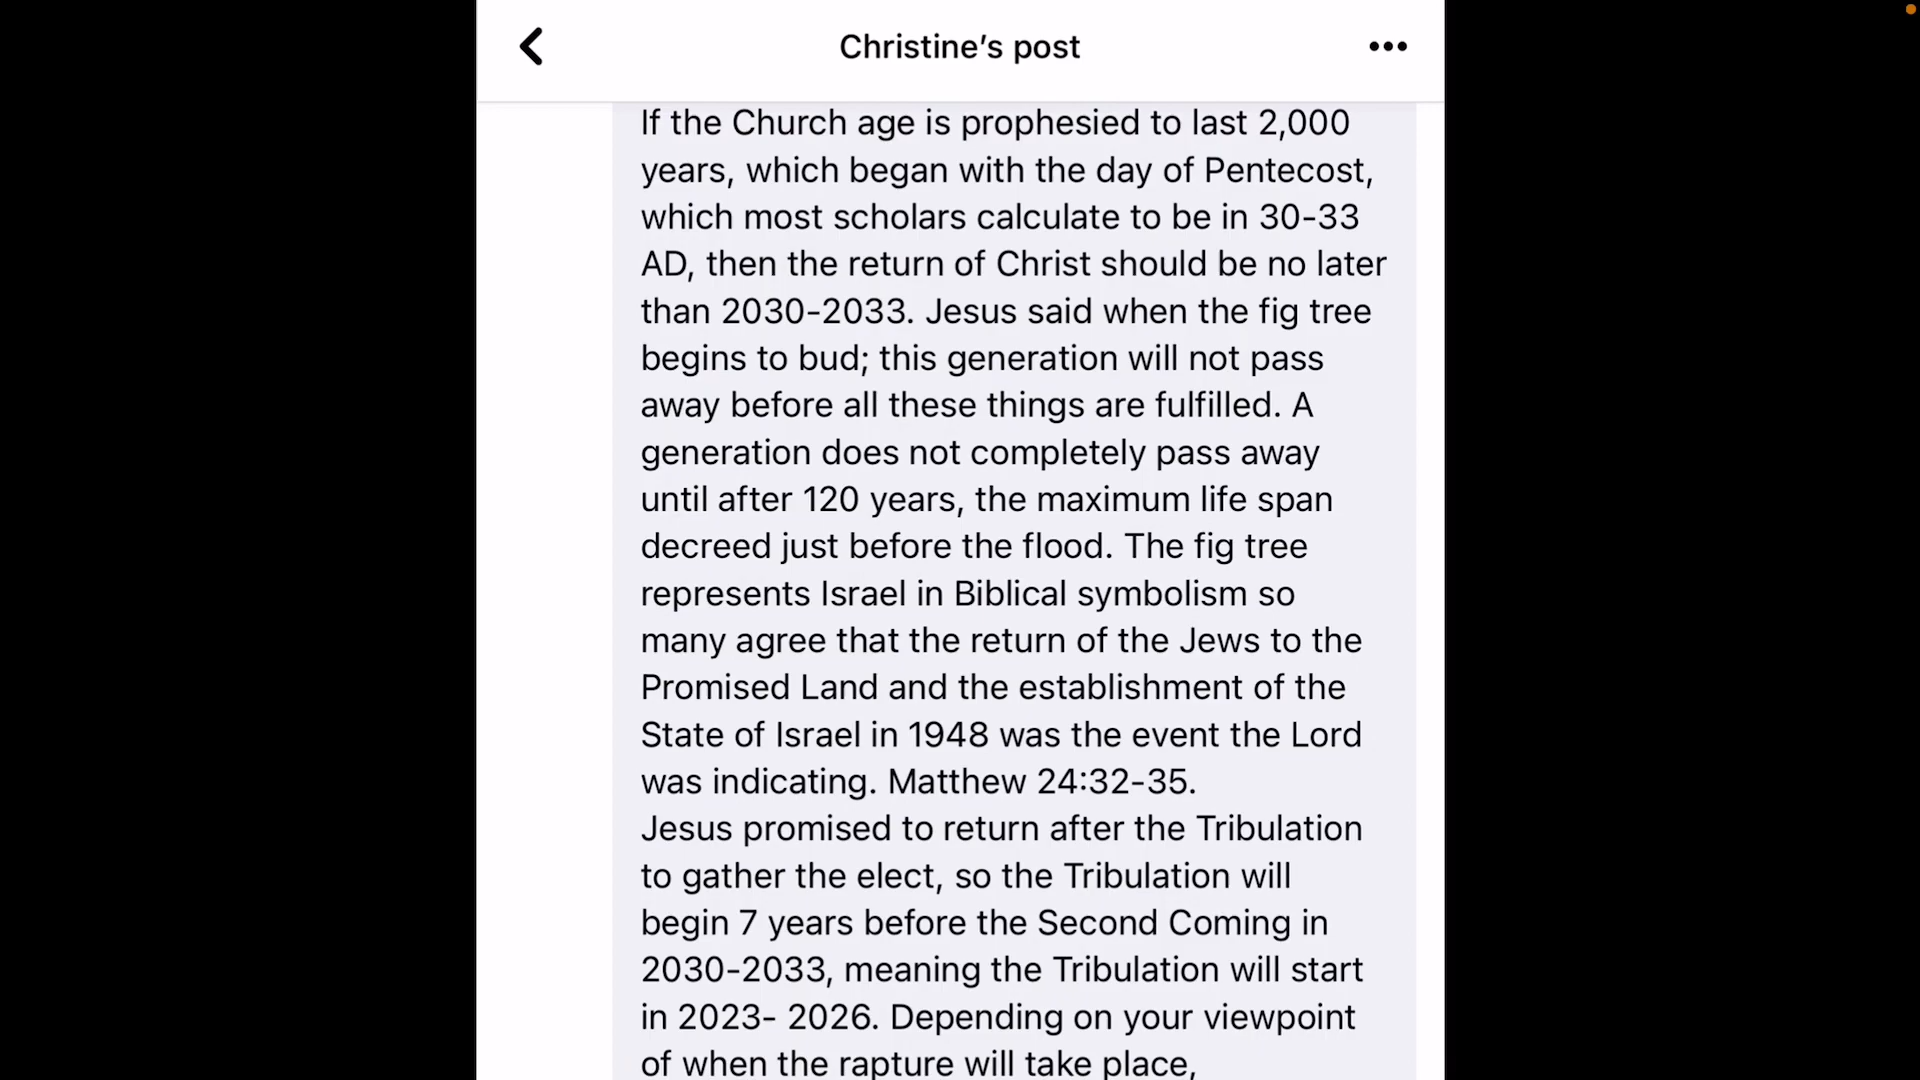 Christine’s post
If the Church age is prophesied to last 2,000
years, which began with the day of Pentecost,
which most scholars calculate to be in 30-33
AD, then the return of Christ should be no later
than 2030-2033. Jesus said when the fig tree
begins to bud; this generation will not pass
away before all these things are fulfilled. A
generation does not completely pass away
until after 120 years, the maximum life span
decreed just before the flood. The fig tree
represents Israel in Biblical symbolism so
many agree that the return of the Jews to the
Promised Land and the establishment of the
State of Israel in 1948 was the event the Lord
was indicating. Matthew 24:32-35.
Jesus promised to return after the Tribulation
to gather the elect, so the Tribulation will
begin 7 years before the Second Coming in
2030-2033, meaning the Tribulation will start
in 2023- 2026. Depending on your viewpoint
of when the rapture will take place,